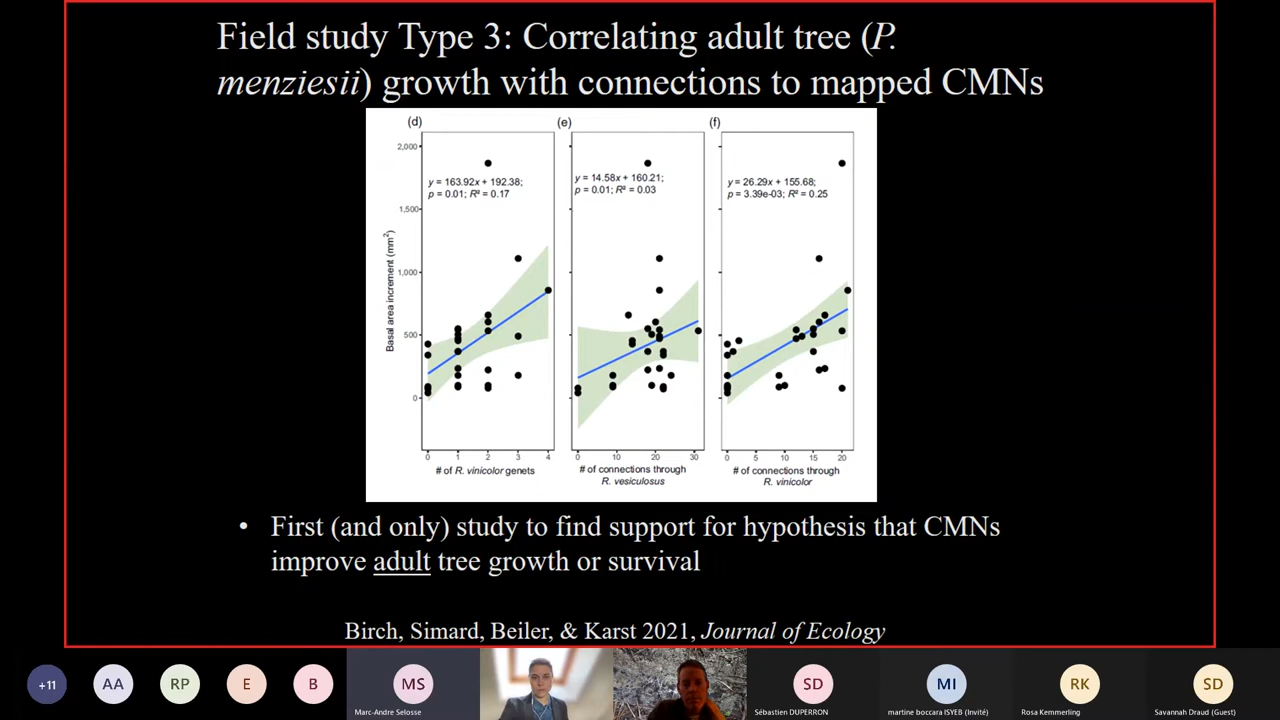 Field study Type 3: Correlating adult tree (P.
menziesii) growth with connections to mapped CMNs
(d)
(e)
(f)
2,000
1,500
1,000
500
0
Basal area increment (mm²)
y = 163.92x + 192.38;
p = 0.01; R² = 0.17
y = 14.58x + 160.21;
p = 0.01; R² = 0.03
y = 26.29x + 155.68;
p = 3.39e-03; R² = 0.25
0 1 2 3 4
0 10 20 30
0 5 10 15 20
# of R. vinicolor genets
# of connections through
R. vesiculosus
# of connections through
R. vinicolor
• First (and only) study to find support for hypothesis that CMNs
improve adult tree growth or survival
Birch, Simard, Beiler, & Karst 2021, Journal of Ecology
+11 AA RP E B MS SD MI RK SD
Marc-Andre Selosse
Sébastien DUPERRON
martine boccara ISYEB (Invité)
Rosa Kemmerling
Savannah Draud (Guest)